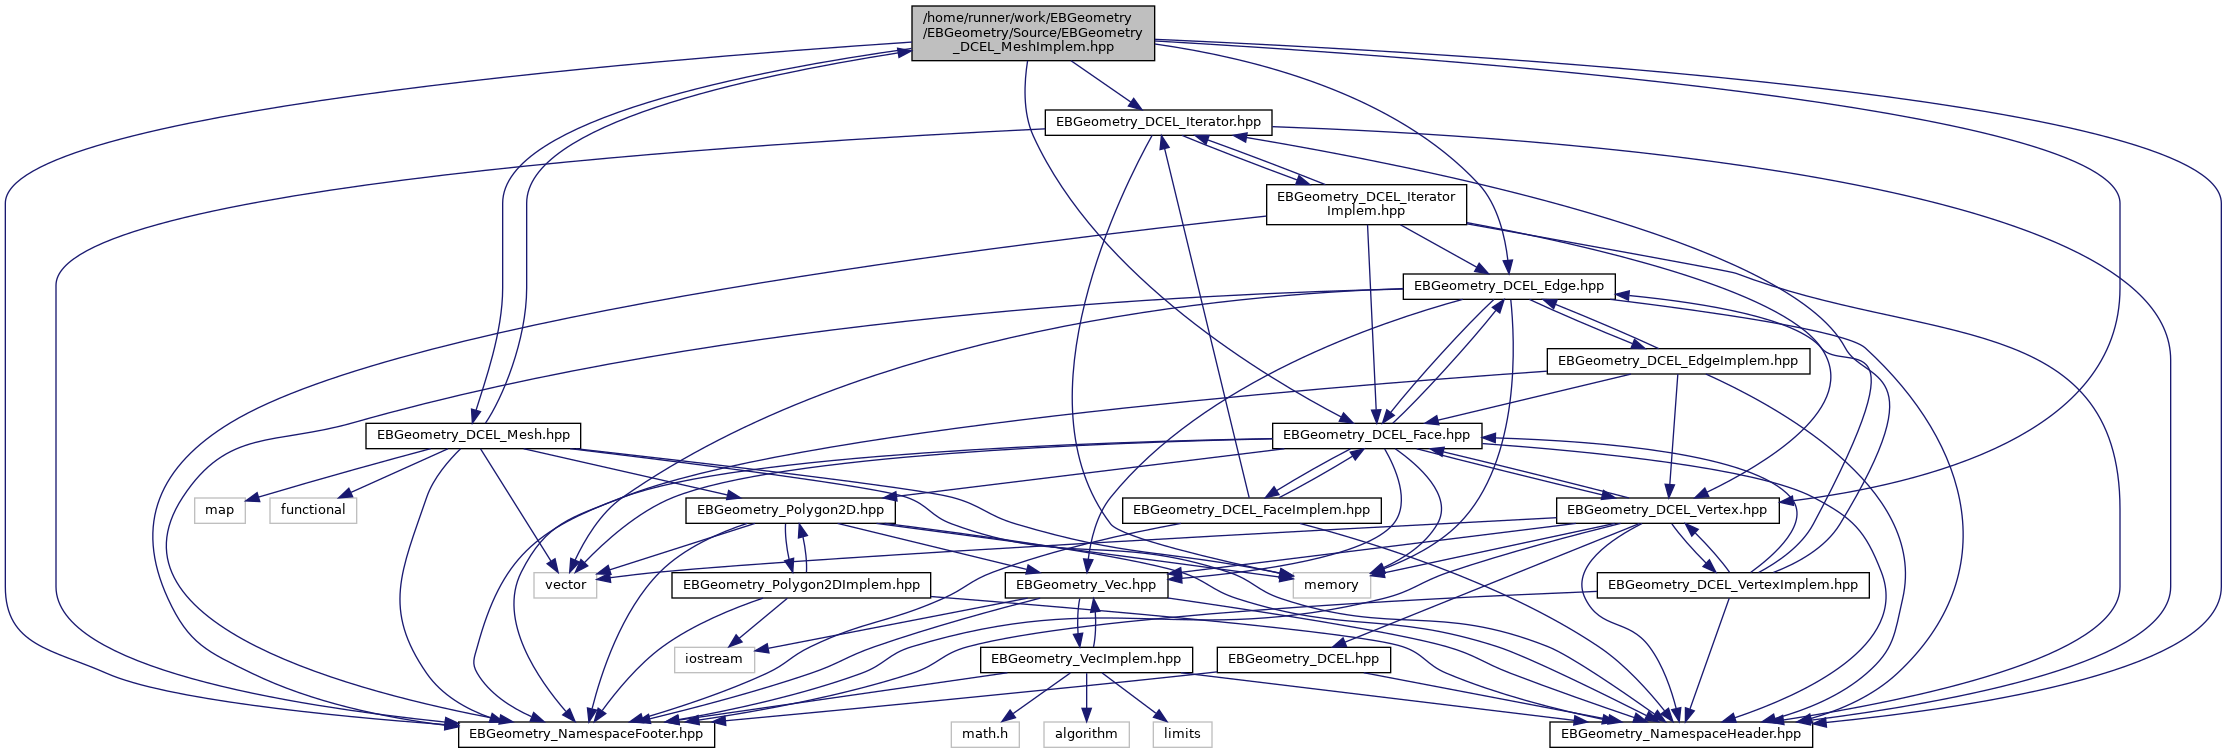 /home/runner/work/EBGeometry
/EBGeometry/Source/EBGeometry
_DCEL_MeshImplem.hpp
EBGeometry_DCEL_Iterator.hpp
EBGeometry_DCEL_Iterator
Implem.hpp
EBGeometry_DCEL_Edge.hpp
EBGeometry_DCEL_EdgeImplem.hpp
EBGeometry_DCEL_Mesh.hpp
EBGeometry_DCEL_Face.hpp
map
functional
EBGeometry_Polygon2D.hpp
EBGeometry_DCEL_FaceImplem.hpp
EBGeometry_DCEL_Vertex.hpp
vector
EBGeometry_Polygon2DImplem.hpp
EBGeometry_Vec.hpp
memory
EBGeometry_DCEL_VertexImplem.hpp
iostream
EBGeometry_VecImplem.hpp
EBGeometry_DCEL.hpp
EBGeometry_NamespaceFooter.hpp
math.h
algorithm
limits
EBGeometry_NamespaceHeader.hpp